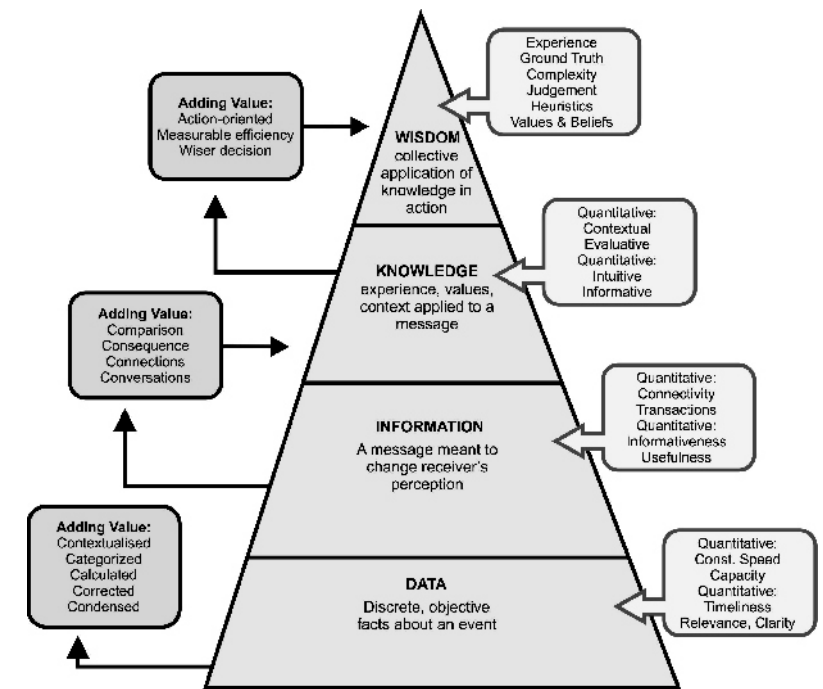 Experience
Ground Truth
Complexity
Judgement
Heuristics
Values & Beliefs
Adding Value:
Action-oriented
Measurable efficiency
Wiser decision
WISDOM
collective
application of
knowledge in
action
Quantitative:
Contextual
Evaluative
Quantitative:
Intuitive
Informative
KNOWLEDGE
experience, values,
context applied to a
message
Adding Value:
Comparison
Consequence
Connections
Conversations
Quantitative:
Connectivity
Transactions
Quantitative:
Informativeness
Usefulness
INFORMATION
A message meant to
change receiver's
perception
Adding Value:
Contextualised
Categorized
Calculated
Corrected
Condensed
Quantitative:
Const. Speed
Capacity
Quantitative:
Timeliness
Relevance, Clarity
DATA
Discrete, objective
facts about an event